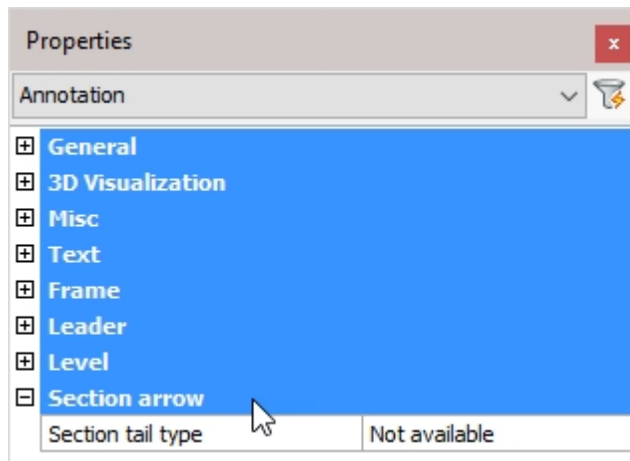 Properties
x
Annotation
General
3D Visualization
Misc
Text
Frame
Leader
Level
Section arrow
Section tail type Not available